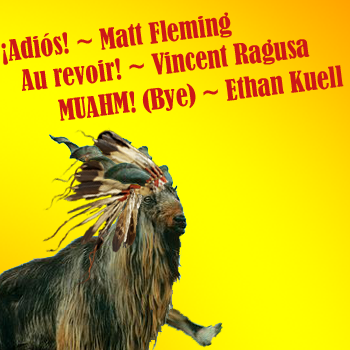 ¡Adiós! ~ Matt Fleming
Au revoir! ~ Vincent Ragusa
MUAHM! (Bye) ~ Ethan Kuell